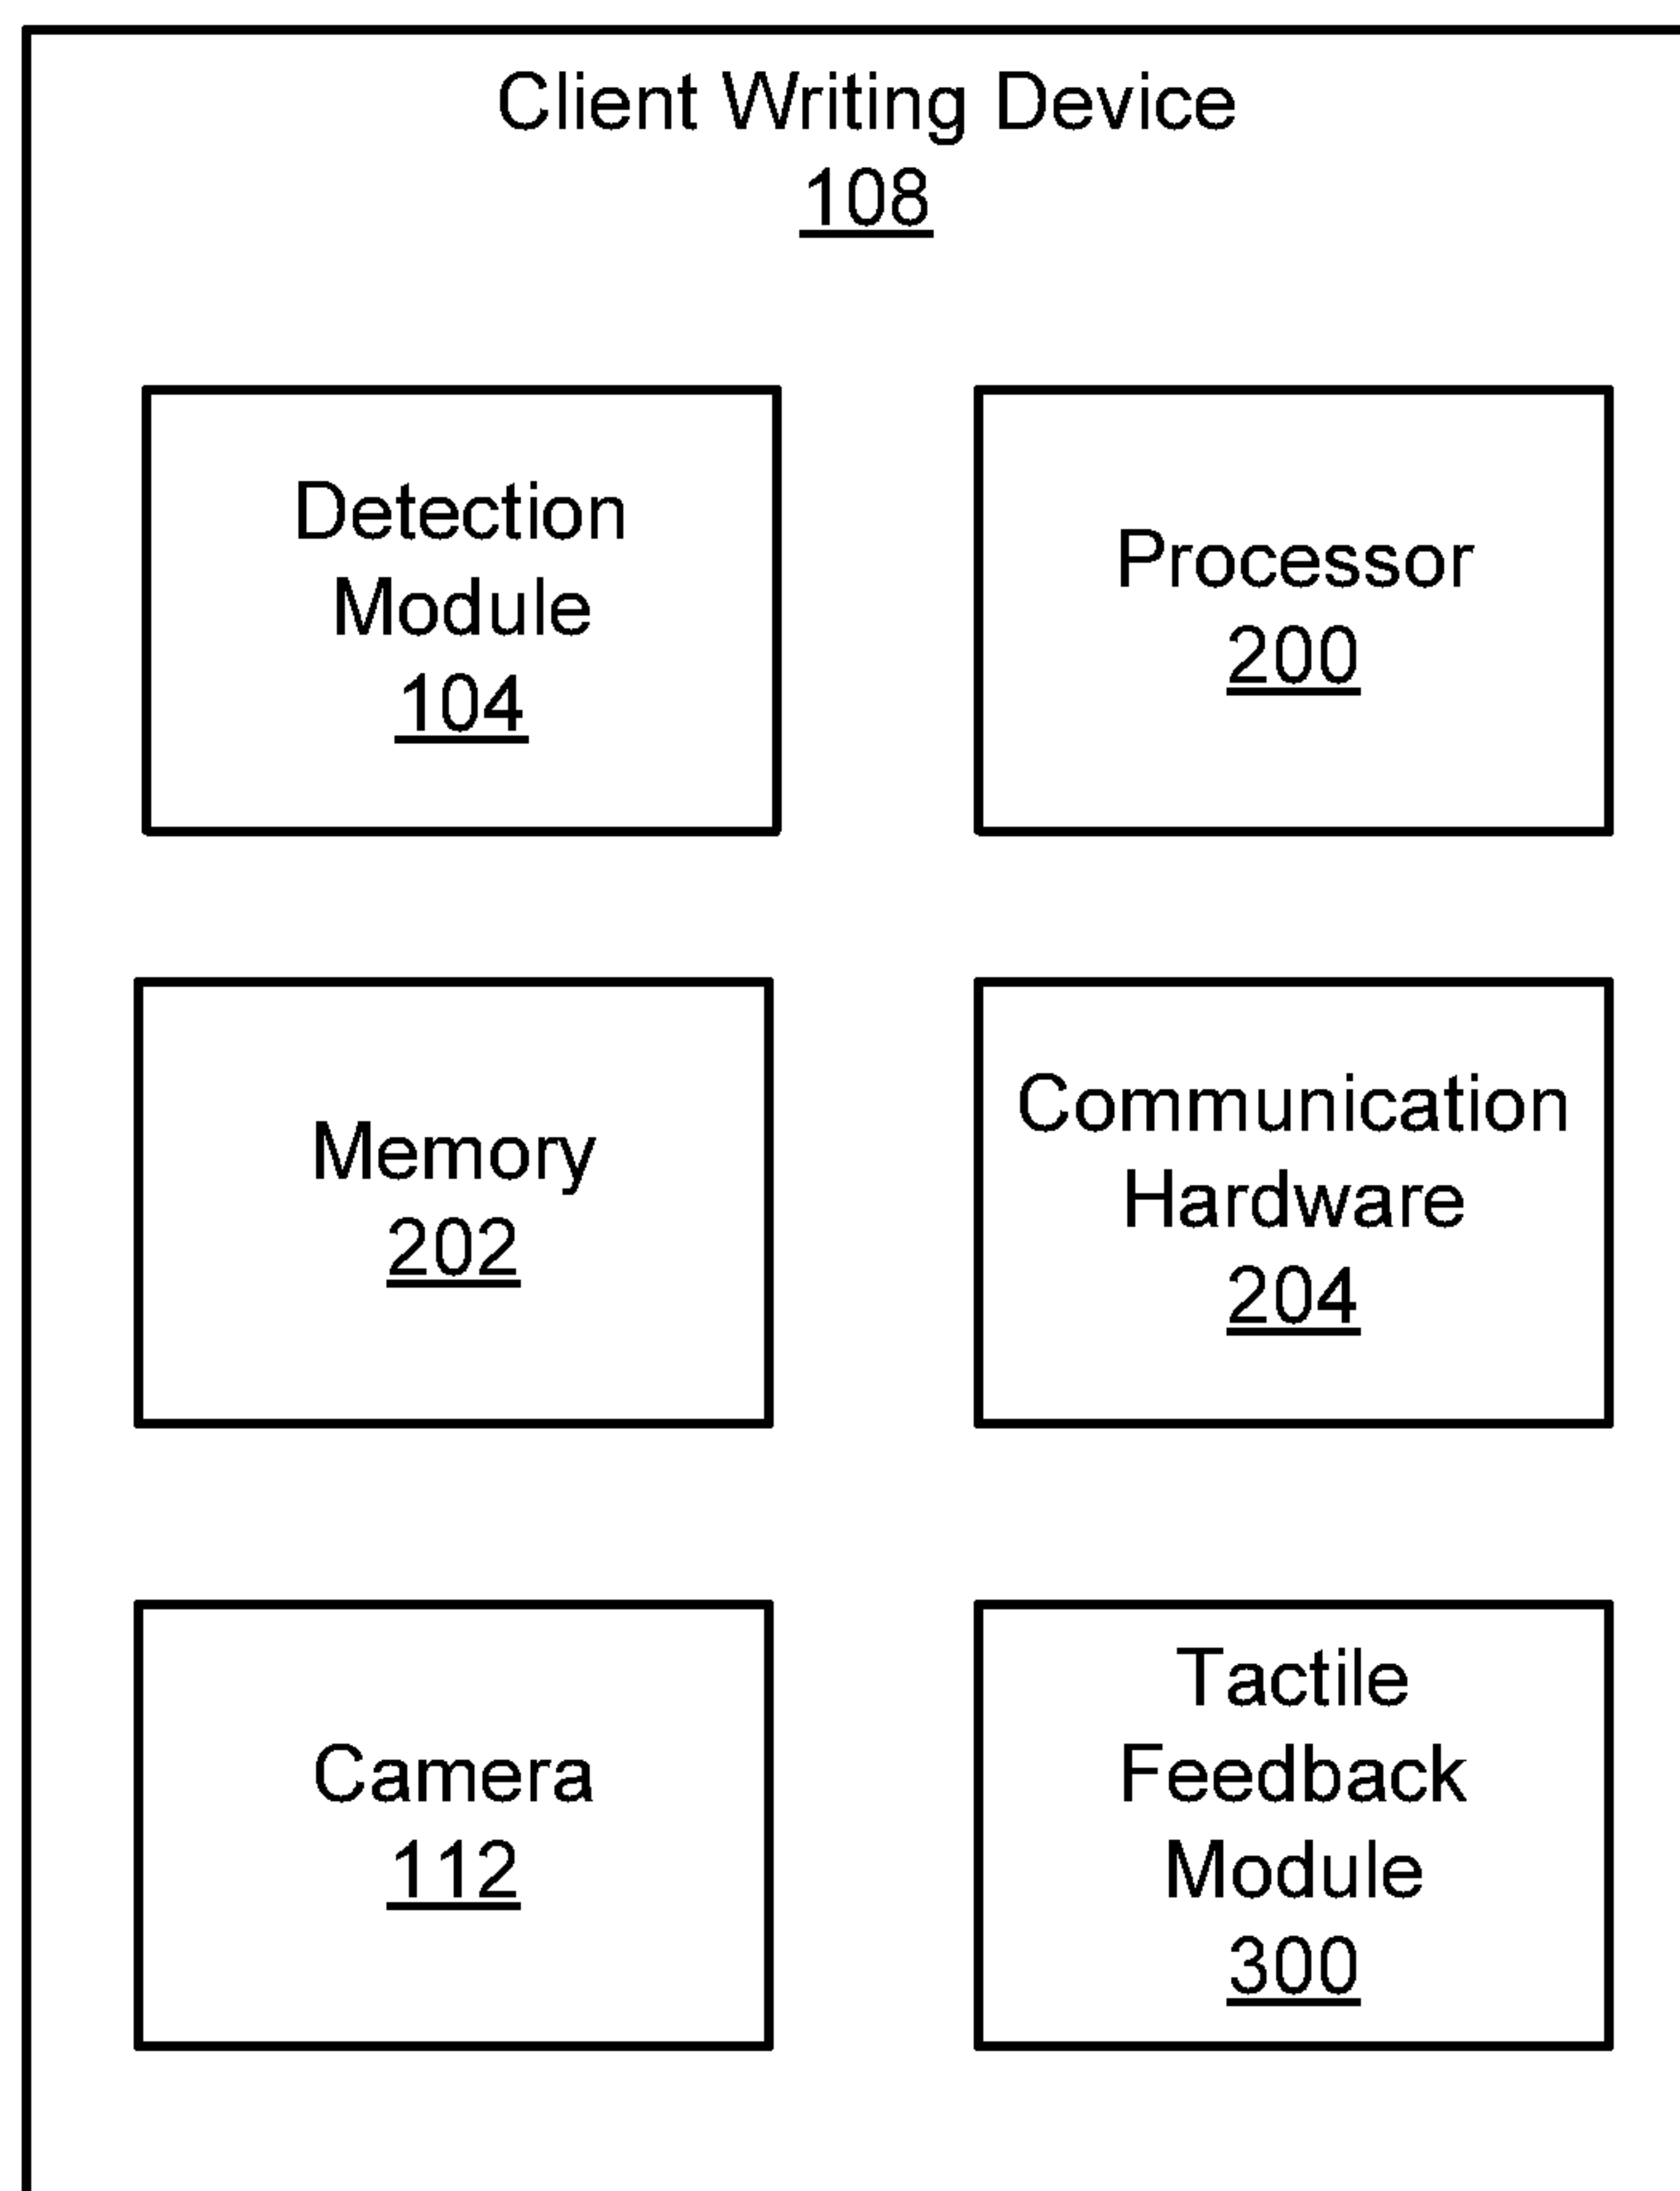 Client Writing Device
108
Detection
Module
104
Processor
200
Memory
202
Communication
Hardware
204
Camera
112
Tactile
Feedback
Module
300